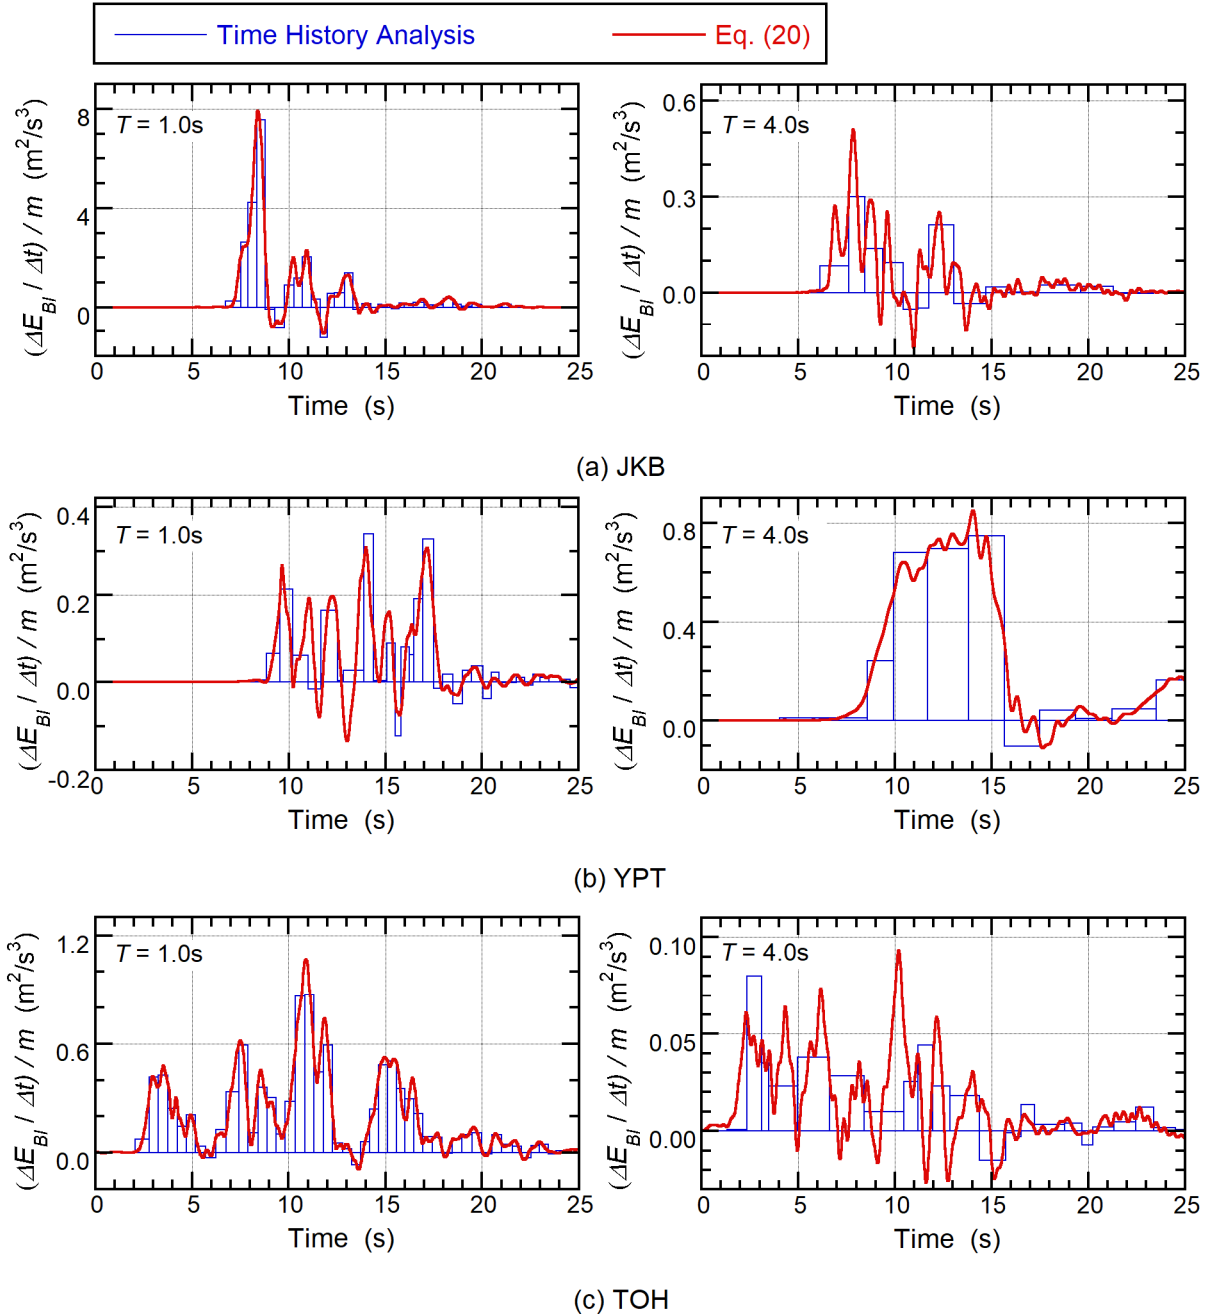 Time History Analysis Eq. (20)
(ΔE_BI / Δt) / m (m²/s³)
8
4
0
T = 1.0s
0 5 10 15 20 25
Time (s)
(ΔE_BI / Δt) / m (m²/s³)
0.6
0.3
0.0
T = 4.0s
0 5 10 15 20 25
Time (s)
(a) JKB
(ΔE_BI / Δt) / m (m²/s³)
0.4
0.2
0.0
-0.2
T = 1.0s
0 5 10 15 20 25
Time (s)
(ΔE_BI / Δt) / m (m²/s³)
0.8
0.4
0.0
T = 4.0s
0 5 10 15 20 25
Time (s)
(b) YPT
(ΔE_BI / Δt) / m (m²/s³)
1.2
0.6
0.0
T = 1.0s
0 5 10 15 20 25
Time (s)
(ΔE_BI / Δt) / m (m²/s³)
0.10
0.05
0.00
T = 4.0s
0 5 10 15 20 25
Time (s)
(c) TOH